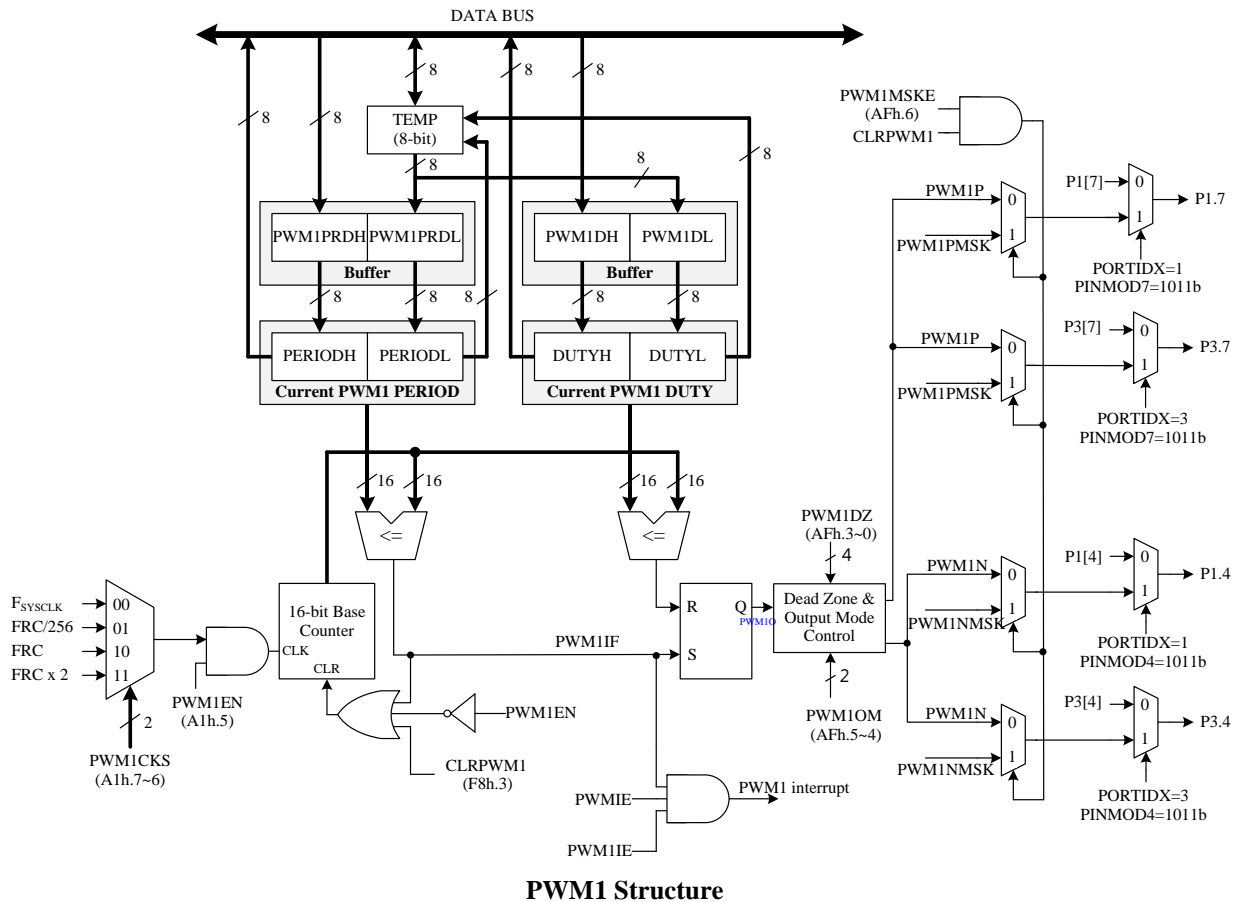 DATA BUS
8
8
8
8
8
TEMP
(8-bit)
8
8
8
8
8
PWM1PRDH
PWM1PRDL
Buffer
PWM1DH
PWM1DL
Buffer
8
8
8
8
8
PERIODH
PERIODL
Current PWM1 PERIOD
DUTYH
DUTYL
Current PWM1 DUTY
16
16
16
16
<=
<=
F_SYSCLK
FRC/256
FRC
FRC x 2
00
01
10
11
2
PWM1CKS
(A1h.7~6)
PWM1EN
(A1h.5)
16-bit Base
Counter
CLK
CLR
PWM1EN
CLRPWM1
(F8h.3)
PWM1IF
R
S
Q
PWM1O
PWMIE
PWM1IE
PWM1 interrupt
PWM1DZ
(AFh.3~0)
4
Dead Zone &
Output Mode
Control
2
PWM1OM
(AFh.5~4)
PWM1MSKE
(AFh.6)
CLRPWM1
PWM1P
PWM1PMSK
0
1
P1[7]
0
1
P1.7
PORTIDX=1
PINMOD7=1011b
PWM1P
PWM1PMSK
0
1
P3[7]
0
1
P3.7
PORTIDX=3
PINMOD7=1011b
PWM1N
PWM1NMSK
0
1
P1[4]
0
1
P1.4
PORTIDX=1
PINMOD4=1011b
PWM1N
PWM1NMSK
0
1
P3[4]
0
1
P3.4
PORTIDX=3
PINMOD4=1011b
PWM1 Structure